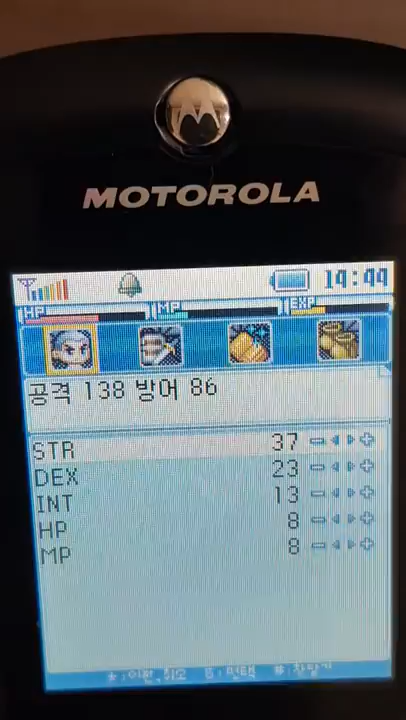 MOTOROLA
14:44
HP MP EXP
공격 138 방어 86
STR 37
DEX 23
INT 13
HP 8
MP 8